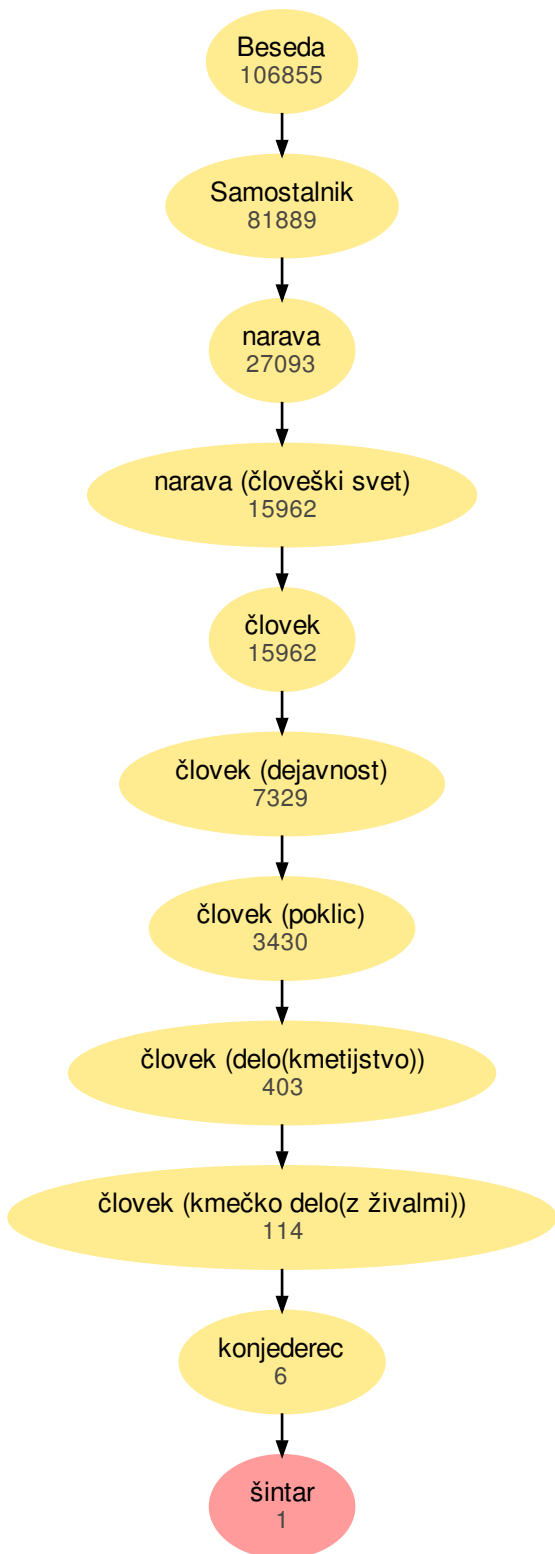 Beseda
106855
Samostalnik
81889
narava
27093
narava (človeški svet)
15962
človek
15962
človek (dejavnost)
7329
človek (poklic)
3430
človek (delo(kmetijstvo))
403
človek (kmečko delo(z živalmi))
114
konjederec
6
šintar
1